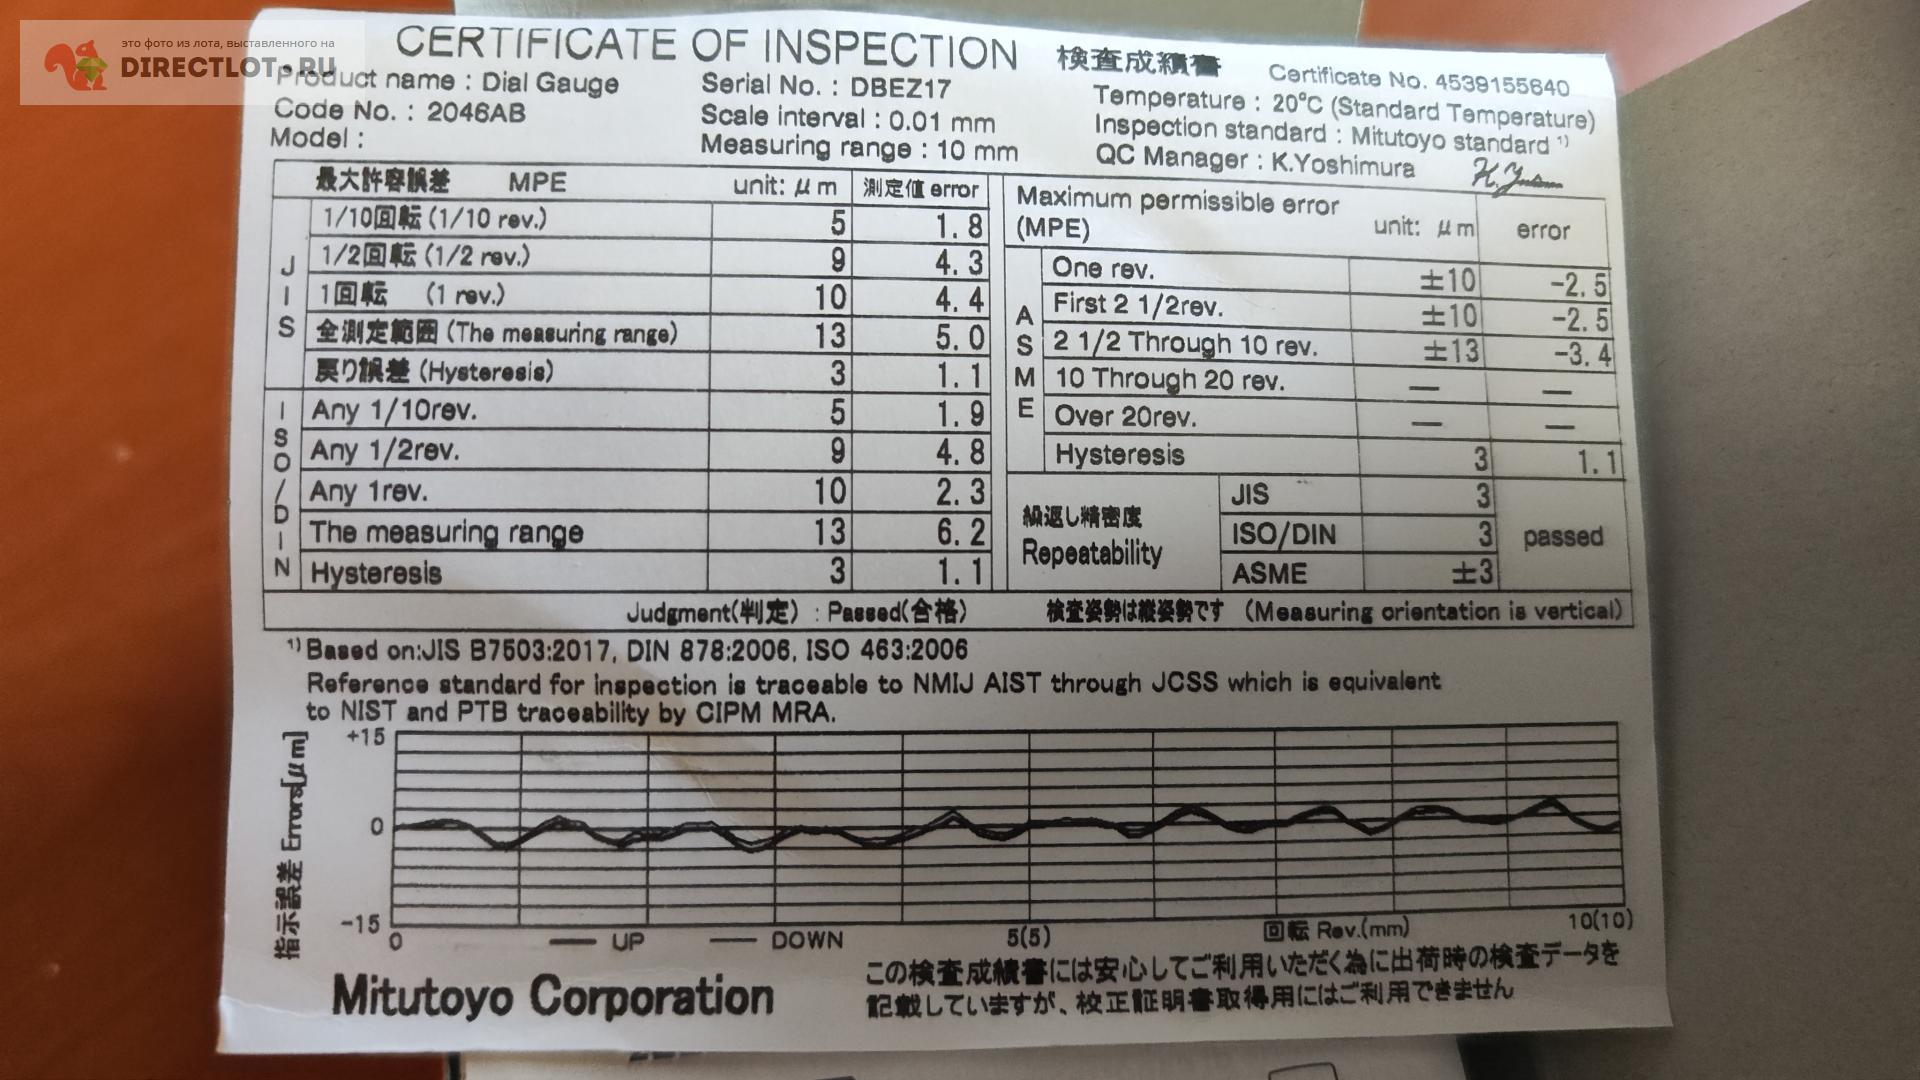 это фото из лота, выставленного на
DIRECTLOT.RU
CERTIFICATE OF INSPECTION 検査成績書
Certificate No. 4539155640
Product name : Dial Gauge
Code No. : 2046AB
Model :
Serial No. : DBEZ17
Scale interval : 0.01 mm
Measuring range : 10 mm
Temperature : 20°C (Standard Temperature)
Inspection standard : Mitutoyo standard 1)
QC Manager : K.Yoshimura
最大許容誤差 MPE unit: μm 測定値 error
JIS
1/10回転 (1/10 rev.) 5 1.8
1/2回転 (1/2 rev.) 9 4.3
1回転 (1 rev.) 10 4.4
全測定範囲 (The measuring range) 13 5.0
戻り誤差 (Hysteresis) 3 1.1
ISO/DIN
Any 1/10rev. 5 1.9
Any 1/2rev. 9 4.8
Any 1rev. 10 2.3
The measuring range 13 6.2
Hysteresis 3 1.1
Maximum permissible error
(MPE) unit: μm error
ASME
One rev. ±10 -2.5
First 2 1/2rev. ±10 -2.5
2 1/2 Through 10 rev. ±13 -3.4
10 Through 20 rev. — —
Over 20rev. — —
Hysteresis 3 1.1
繰返し精密度
Repeatability
JIS 3
ISO/DIN 3 passed
ASME ±3
Judgment(判定) : Passed(合格) 検査姿勢は縦姿勢です (Measuring orientation is vertical)
1) Based on:JIS B7503:2017, DIN 878:2006, ISO 463:2006
Reference standard for inspection is traceable to NMIJ AIST through JCSS which is equivalent
to NIST and PTB traceability by CIPM MRA.
指示誤差 Errors[μm]
+15
0
-15
0 UP DOWN 5(5) 回転 Rev.(mm) 10(10)
Mitutoyo Corporation
この検査成績書には安心してご利用いただく為に出荷時の検査データを
記載していますが、校正証明書取得用にはご利用できません